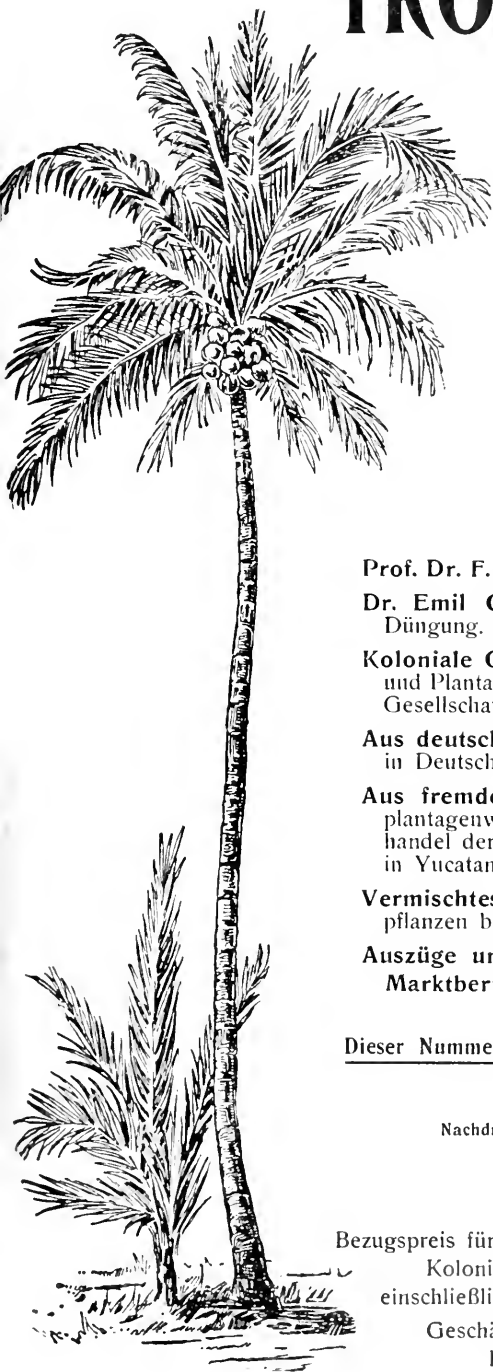 TRO
Prof. Dr. F.
Dr. Emil
Düngung.
Koloniale
und Planta
Gesellschaf
Aus deutsch
in Deutsch
Aus fremde
plantagenw
handel der
in Yucatan
Vermischtes
pflanzen b
Auszüge un
Marktber
Dieser Numme
Nachdr
Bezugspreis für
Koloni
einschließli
Geschä